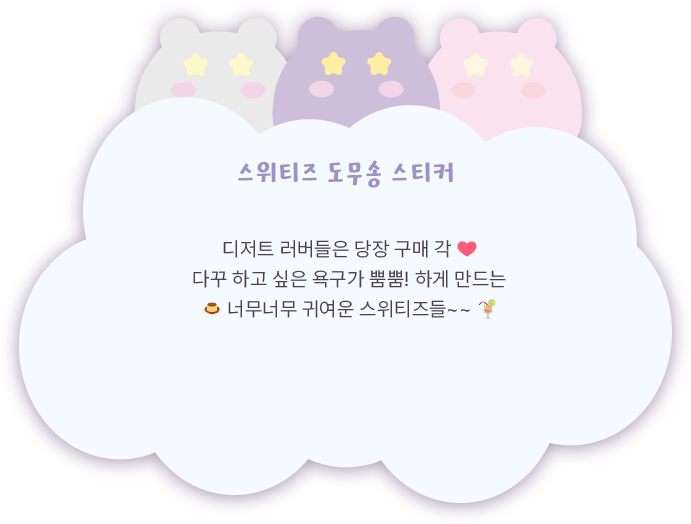 스위티즈 도무송 스티커
디저트 러버들은 당장 구매 각 ❤️
다꾸 하고 싶은 욕구가 뿜뿜! 하게 만드는
🍮 너무너무 귀여운 스위티즈들~~ 🍹